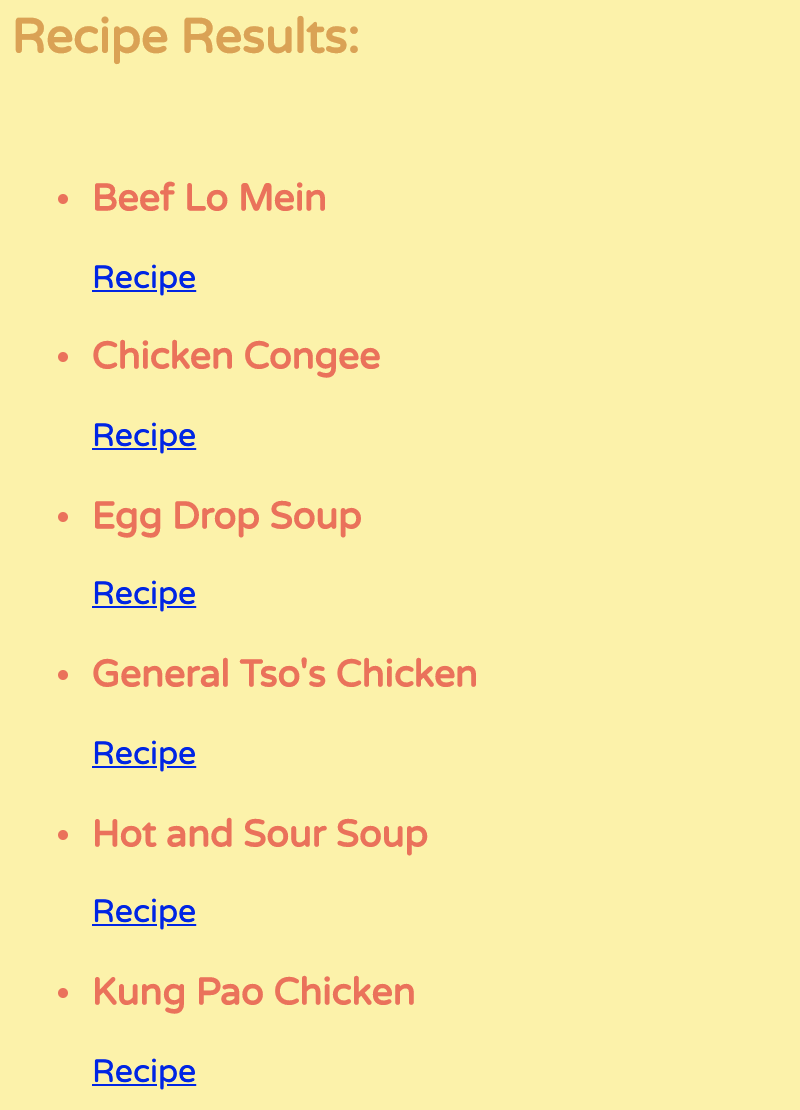 Recipe Results:
• Beef Lo Mein
Recipe
• Chicken Congee
Recipe
• Egg Drop Soup
Recipe
• General Tso's Chicken
Recipe
• Hot and Sour Soup
Recipe
• Kung Pao Chicken
Recipe